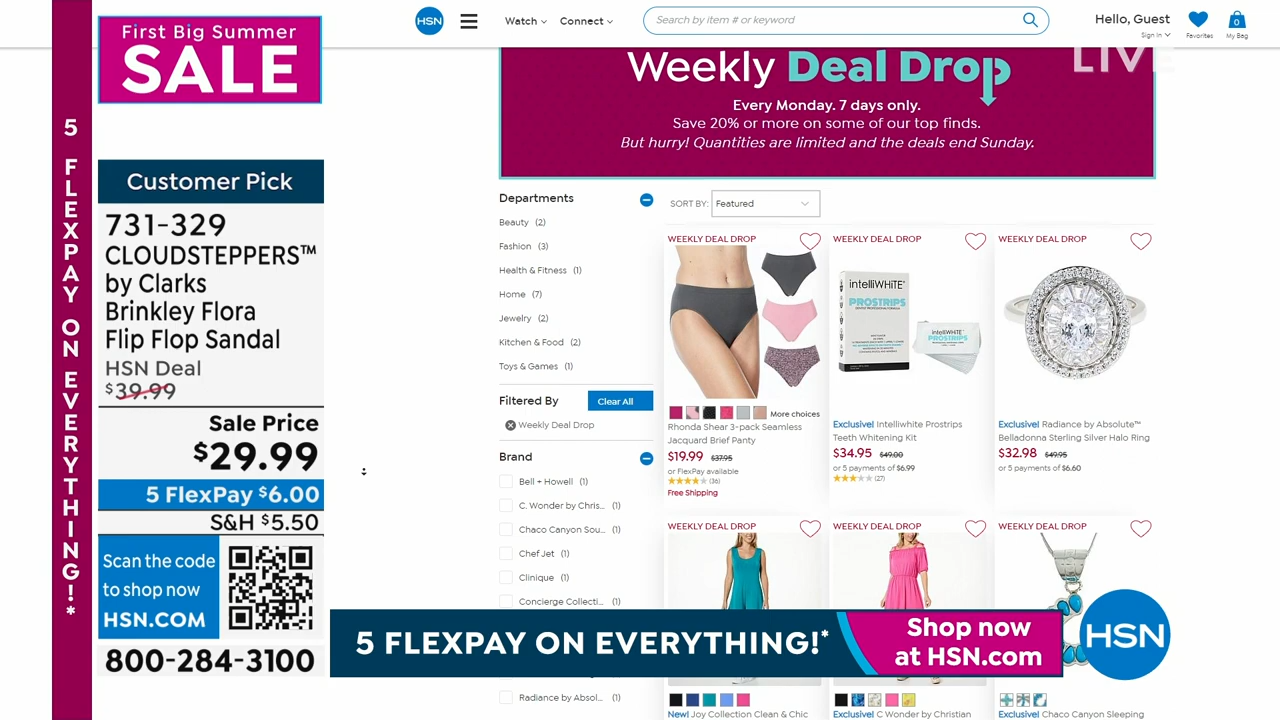 First Big Summer
SALE
5 FLEXPAY ON EVERYTHING!*
Customer Pick
731-329
CLOUDSTEPPERS™
by Clarks
Brinkley Flora
Flip Flop Sandal
HSN Deal
$39.99
Sale Price
$29.99
5 FlexPay $6.00
S&H $5.50
Scan the code
to shop now
HSN.COM
800-284-3100
HSN
Watch
Connect
Search by item # or keyword
Hello, Guest
Sign in
Favorites
0
My Bag
LIVE
Weekly Deal Drop
Every Monday. 7 days only.
Save 20% or more on some of our top finds.
But hurry! Quantities are limited and the deals end Sunday.
Departments
Beauty (2)
Fashion (3)
Health & Fitness (1)
Home (7)
Jewelry (2)
Kitchen & Food (2)
Toys & Games (1)
Filtered By
Clear All
Weekly Deal Drop
Brand
Bell + Howell (1)
C. Wonder by Chris... (1)
Chaco Canyon Sou... (1)
Chef Jet (1)
Clinique (1)
Concierge Collecti... (1)
Radiance by Absol... (1)
SORT BY: Featured
WEEKLY DEAL DROP
More choices
Rhonda Shear 3-pack Seamless
Jacquard Brief Panty
$19.99 $37.95
or FlexPay available
(36)
Free Shipping
WEEKLY DEAL DROP
intelliWHiTE
PROSTRIPS
intelliWHiTE
PROSTRIPS
Exclusive! Intelliwhite Prostrips
Teeth Whitening Kit
$34.95 $49.00
or 5 payments of $6.99
(27)
WEEKLY DEAL DROP
Exclusive! Radiance by Absolute™
Belladonna Sterling Silver Halo Ring
$32.98 $49.95
or 5 payments of $6.60
WEEKLY DEAL DROP
New! Joy Collection Clean & Chic
WEEKLY DEAL DROP
Exclusive! C Wonder by Christian
WEEKLY DEAL DROP
Exclusive! Chaco Canyon Sleeping
5 FLEXPAY ON EVERYTHING!*
Shop now
at HSN.com
HSN